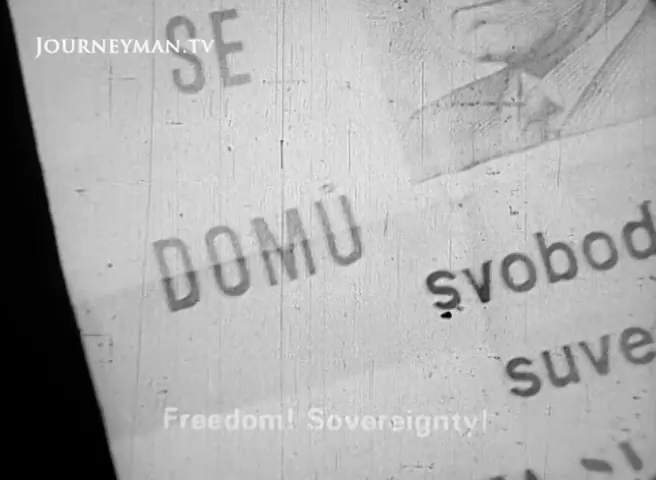 JOURNEYMAN.TV
SE
DOMŮ
svobod
suve
Freedom! Sovereignty!